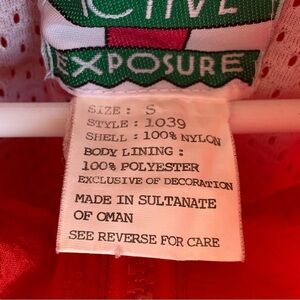 ACTIVE
EXPOSURE
SIZE : S
STYLE : 1039
SHELL : 100% NYLON
BODY LINING :
100% POLYESTER
EXCLUSIVE OF DECORATION
MADE IN SULTANATE
OF OMAN
SEE REVERSE FOR CARE